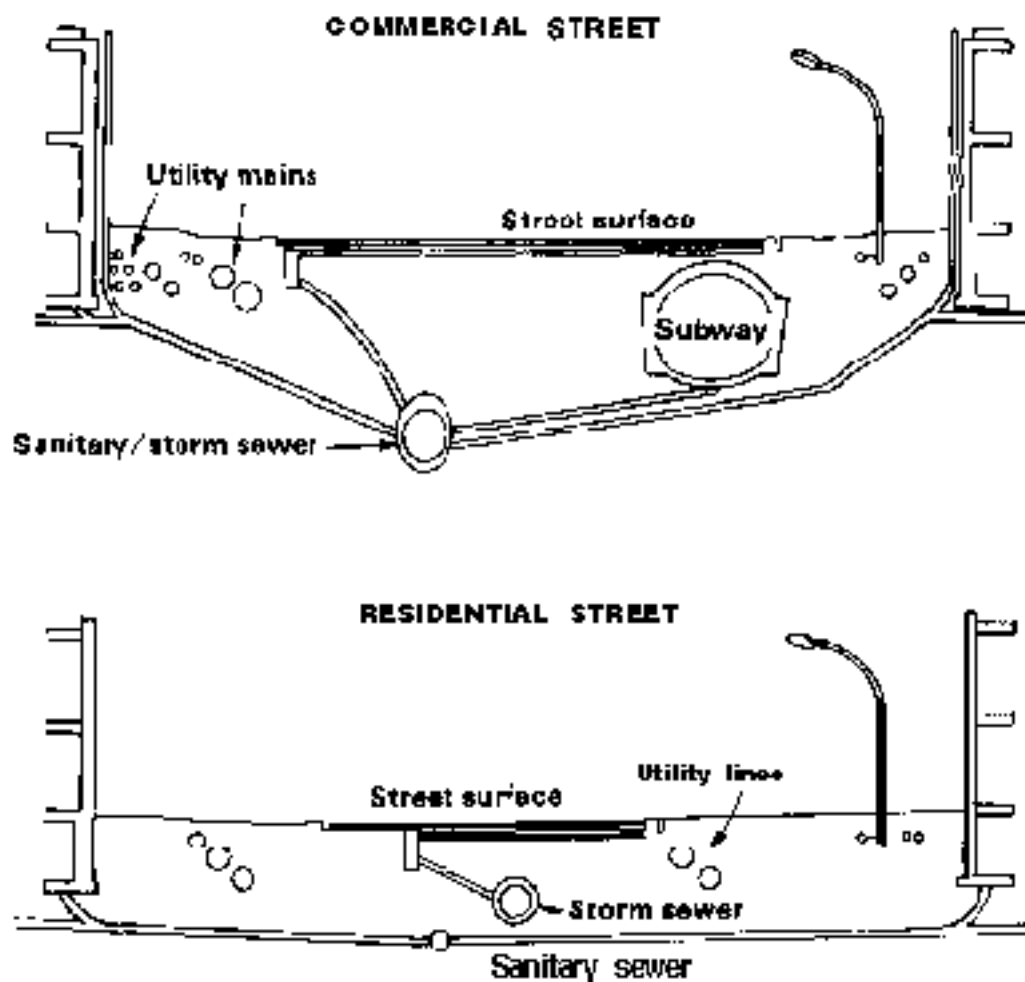 COMMERCIAL STREET
Utility mains
Street surface
Subway
Sanitary/storm sewer
RESIDENTIAL STREET
Utility lines
Street surface
Storm sewer
Sanitary sewer